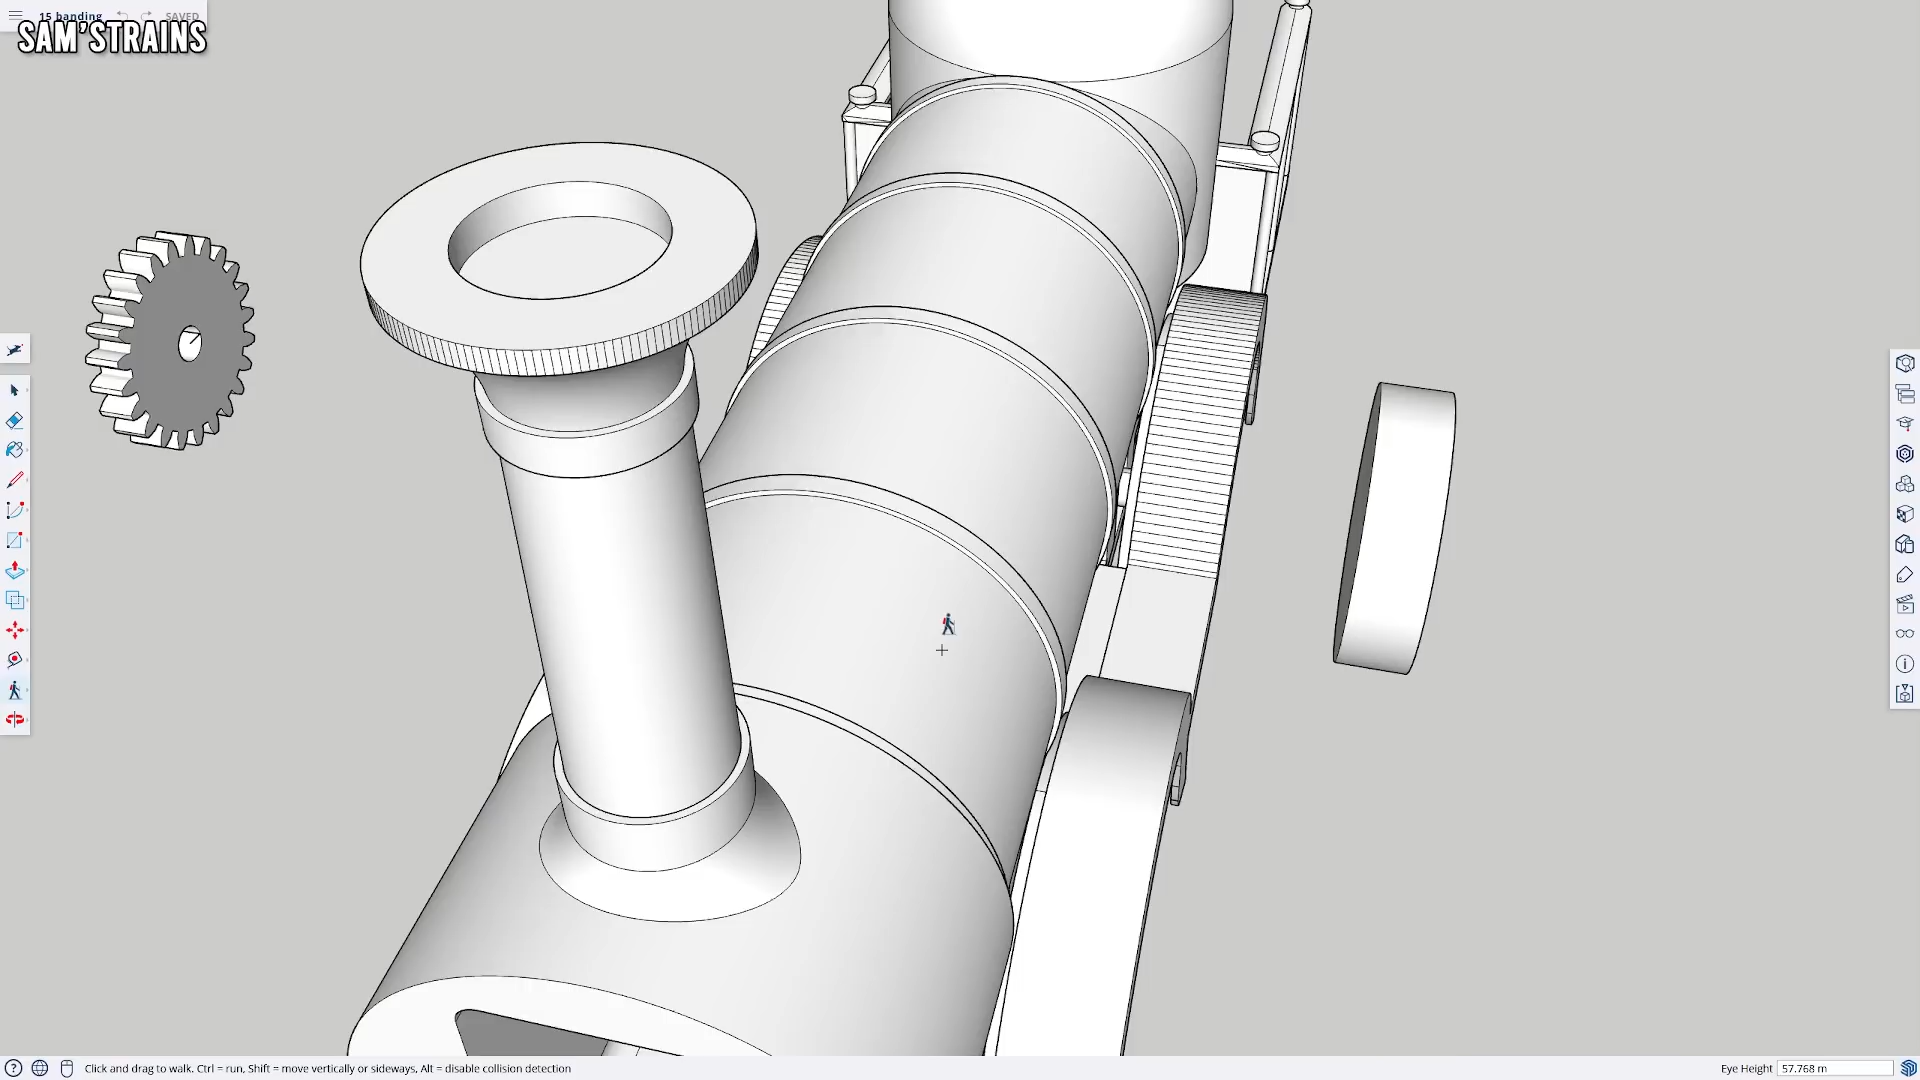 15 banding SAVED
SAM'STRAINS
Click and drag to walk. Ctrl = run, Shift = move vertically or sideways, Alt = disable collision detection
Eye Height 57.768 m